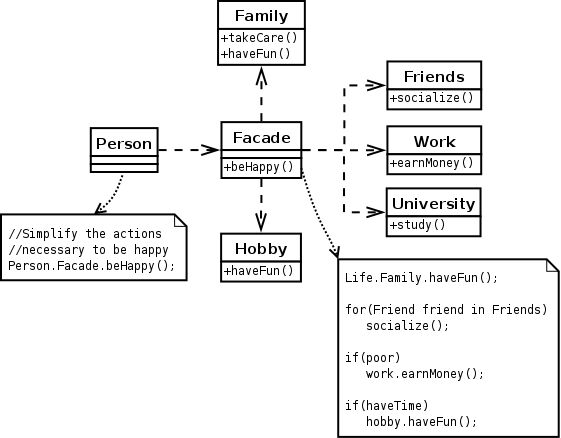 Family
+takeCare()
+haveFun()
Friends
+socialize()
Person
Facade
+beHappy()
Work
+earnMoney()
University
+study()
//Simplify the actions
//necessary to be happy
Person.Facade.beHappy();
Hobby
+haveFun()
Life.Family.haveFun();
for(Friend friend in Friends)
socialize();
if(poor)
work.earnMoney();
if(haveTime)
hobby.haveFun();